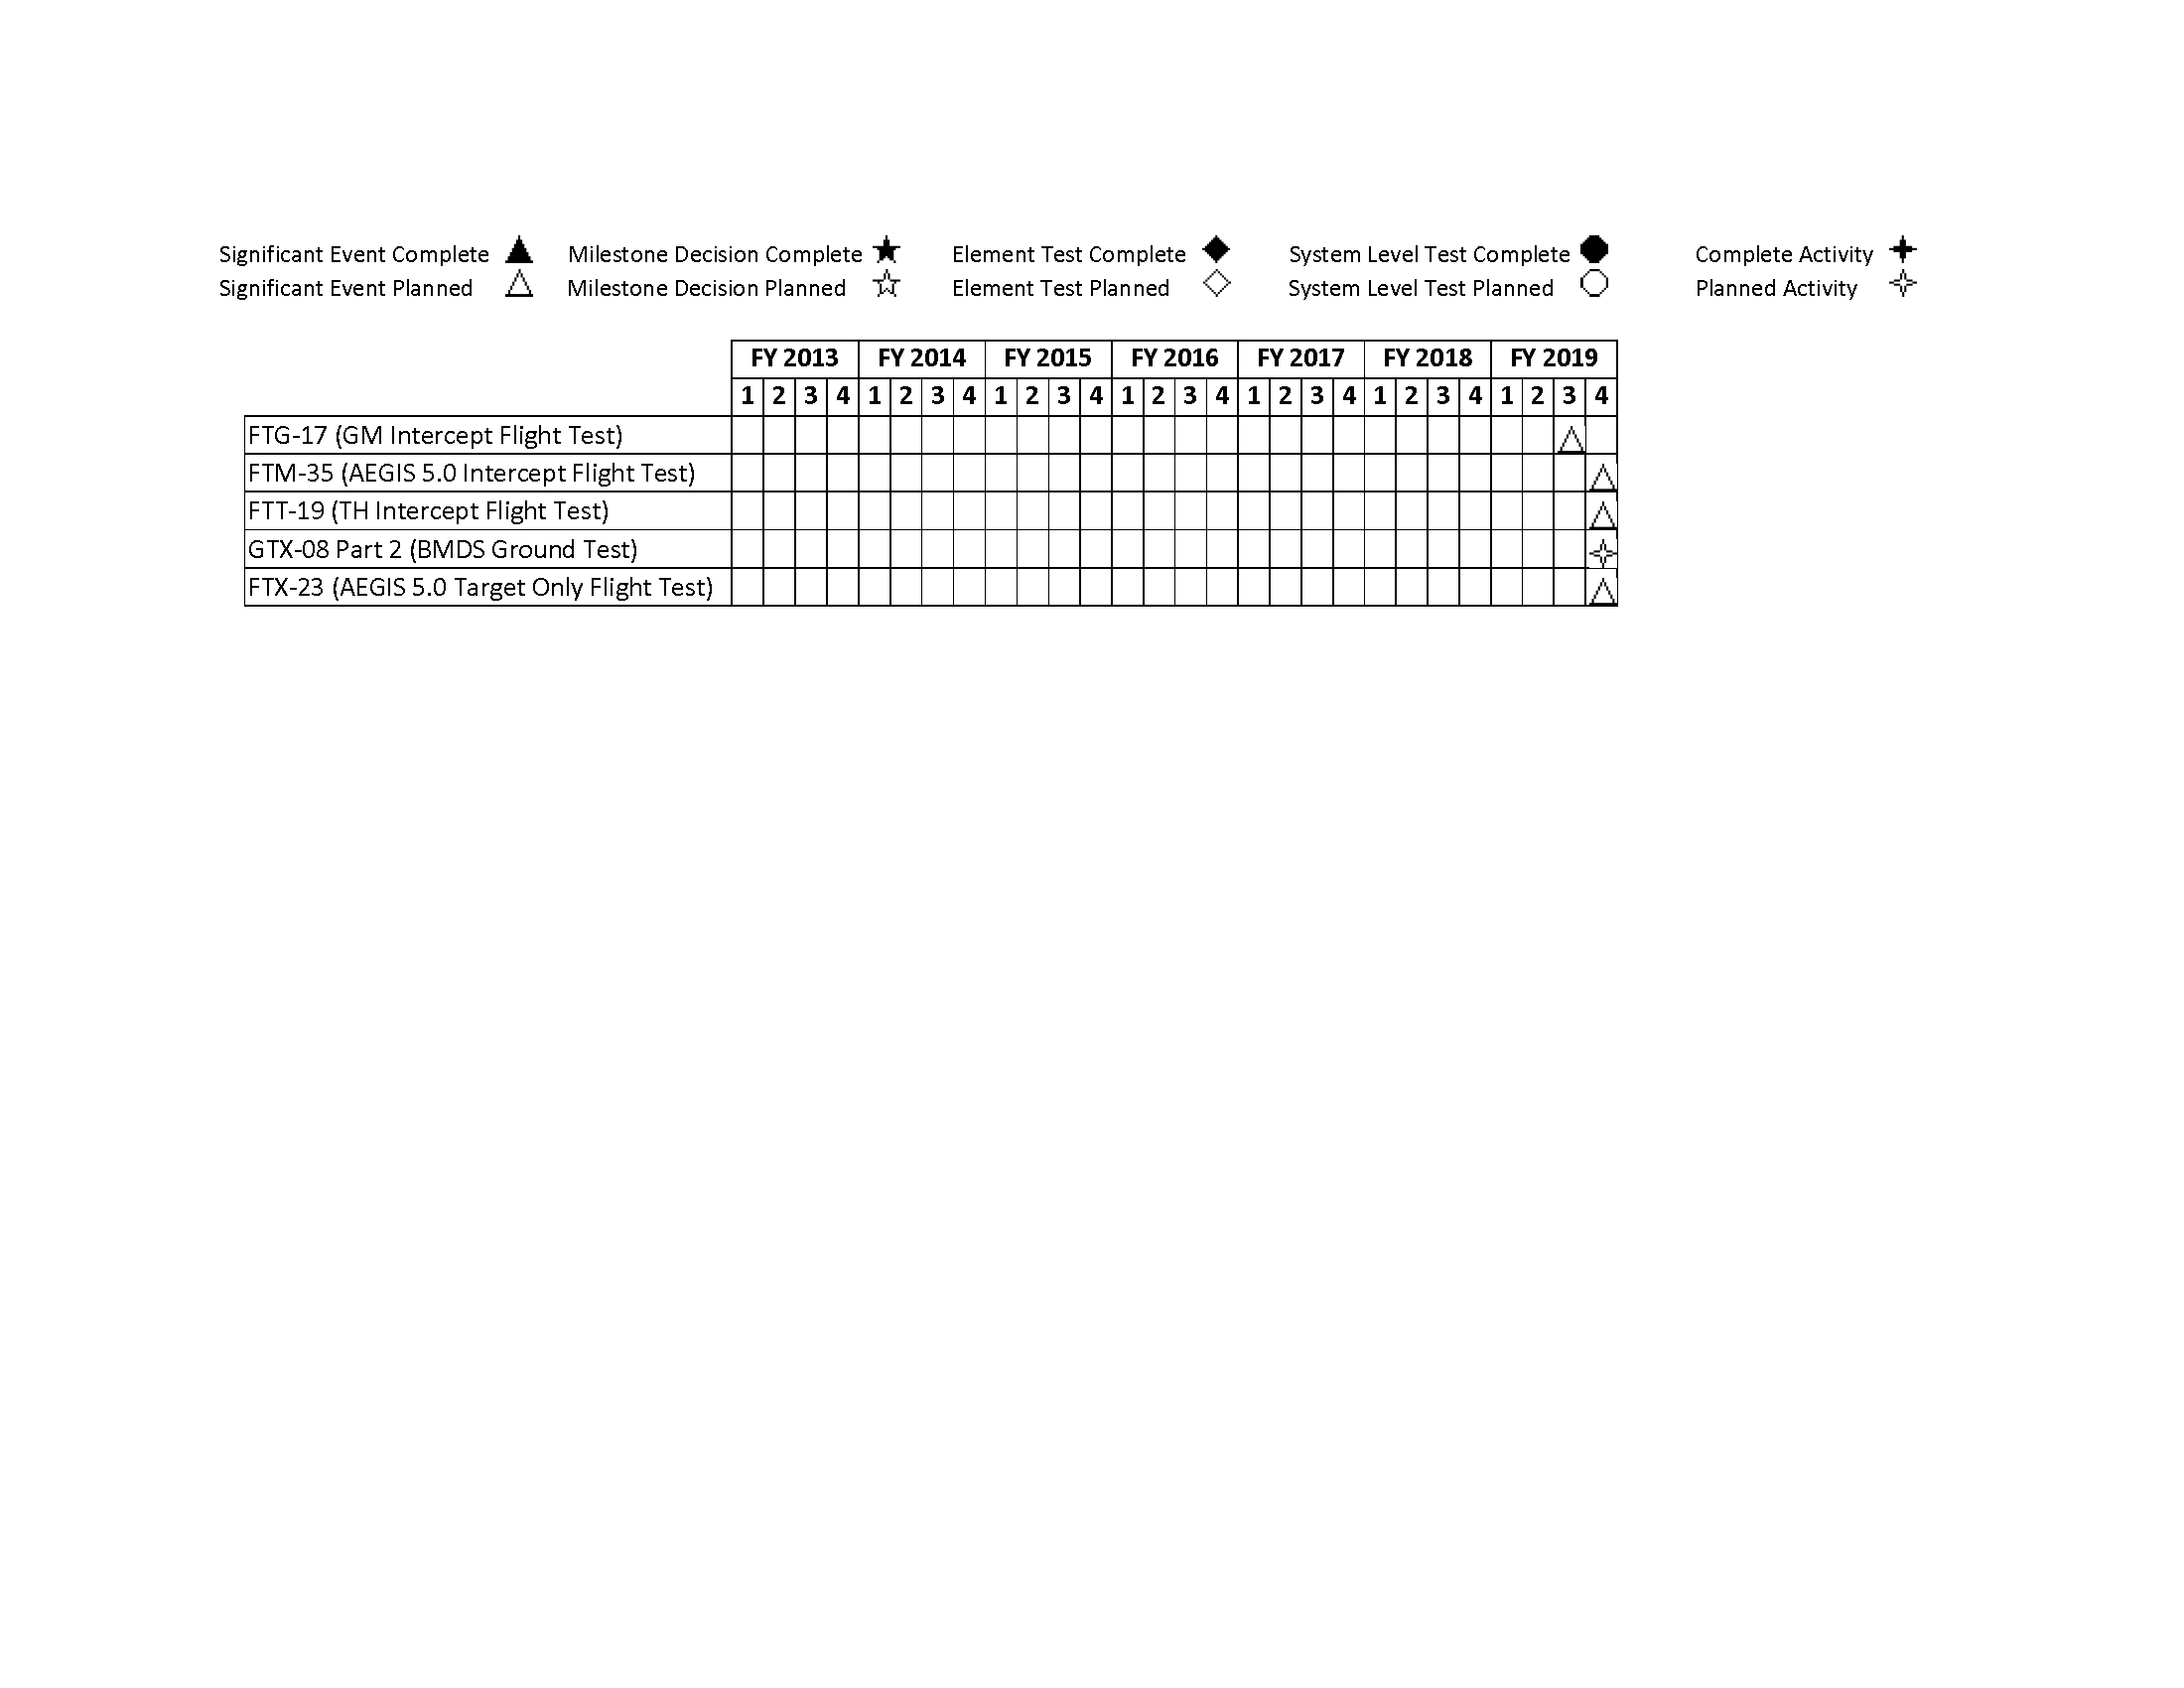 Significant Event Complete ▲ Milestone Decision Complete ★ Element Test Complete ◆ System Level Test Complete ⯃ Complete Activity ✦
Significant Event Planned △ Milestone Decision Planned ☆ Element Test Planned ◇ System Level Test Planned ○ Planned Activity ✧
FY 2013 FY 2014 FY 2015 FY 2016 FY 2017 FY 2018 FY 2019
1 2 3 4 1 2 3 4 1 2 3 4 1 2 3 4 1 2 3 4 1 2 3 4 1 2 3 4
FTG-17 (GM Intercept Flight Test) △
FTM-35 (AEGIS 5.0 Intercept Flight Test) △
FTT-19 (TH Intercept Flight Test) △
GTX-08 Part 2 (BMDS Ground Test) ✧
FTX-23 (AEGIS 5.0 Target Only Flight Test) △